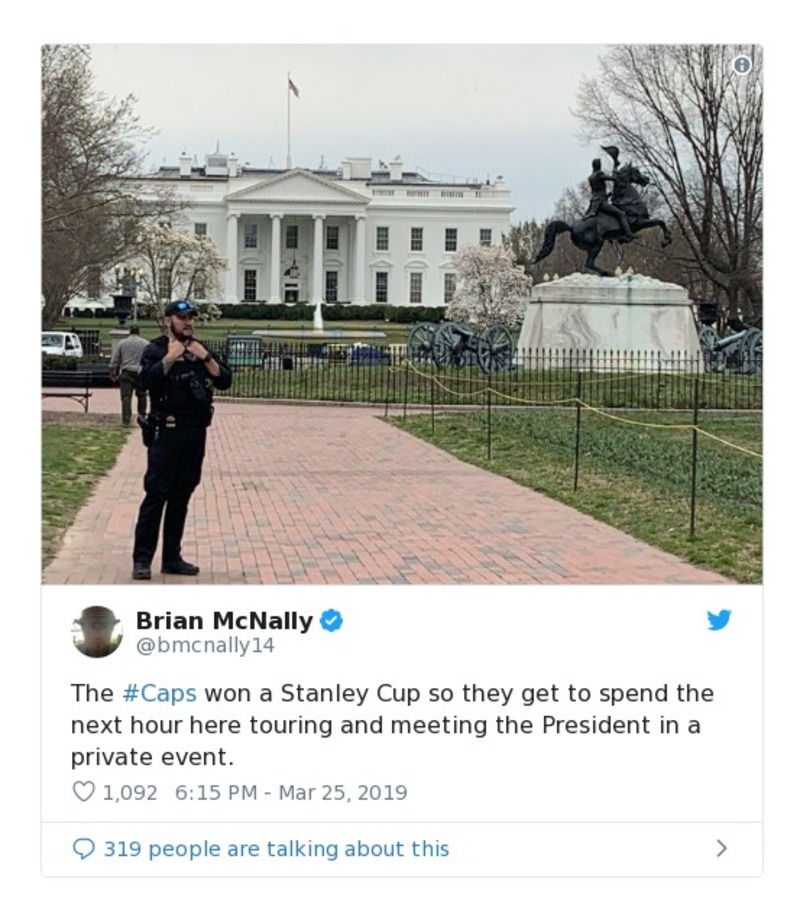 Brian McNally
@bmcnally14
The #Caps won a Stanley Cup so they get to spend the
next hour here touring and meeting the President in a
private event.
1,092 6:15 PM - Mar 25, 2019
319 people are talking about this